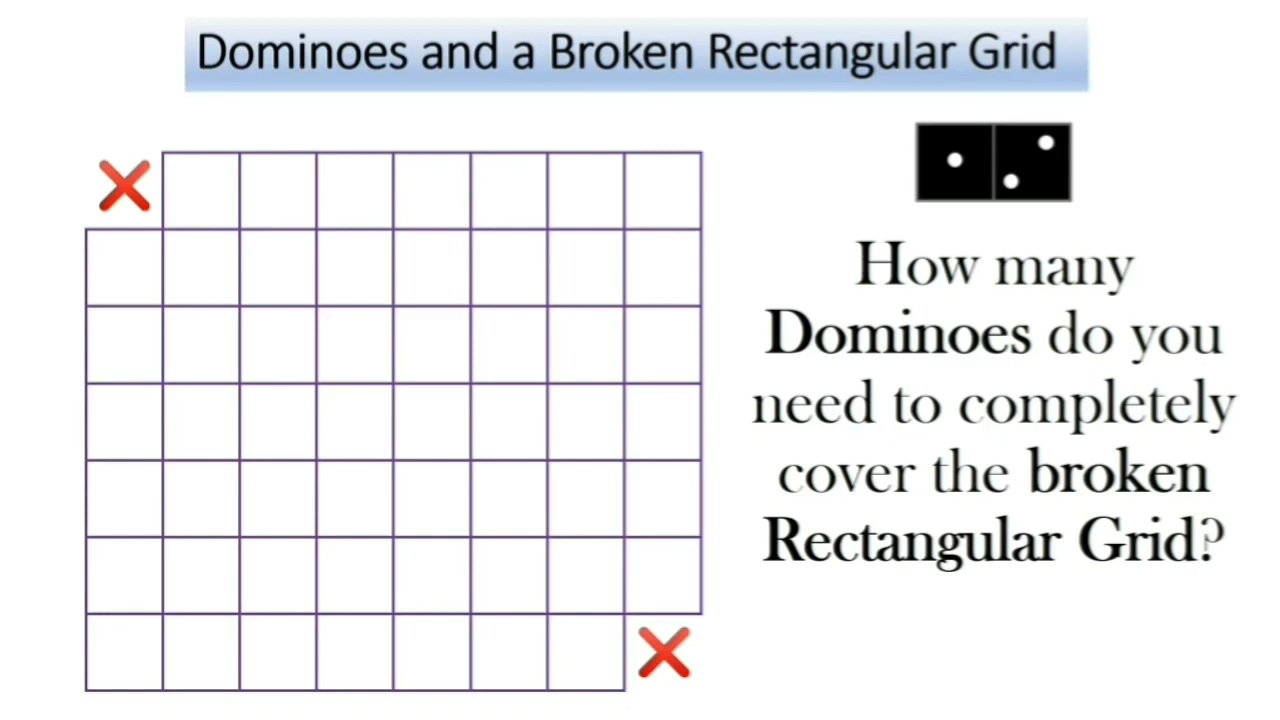 Dominoes and a Broken Rectangular Grid
How many
Dominoes do you
need to completely
cover the broken
Rectangular Grid?